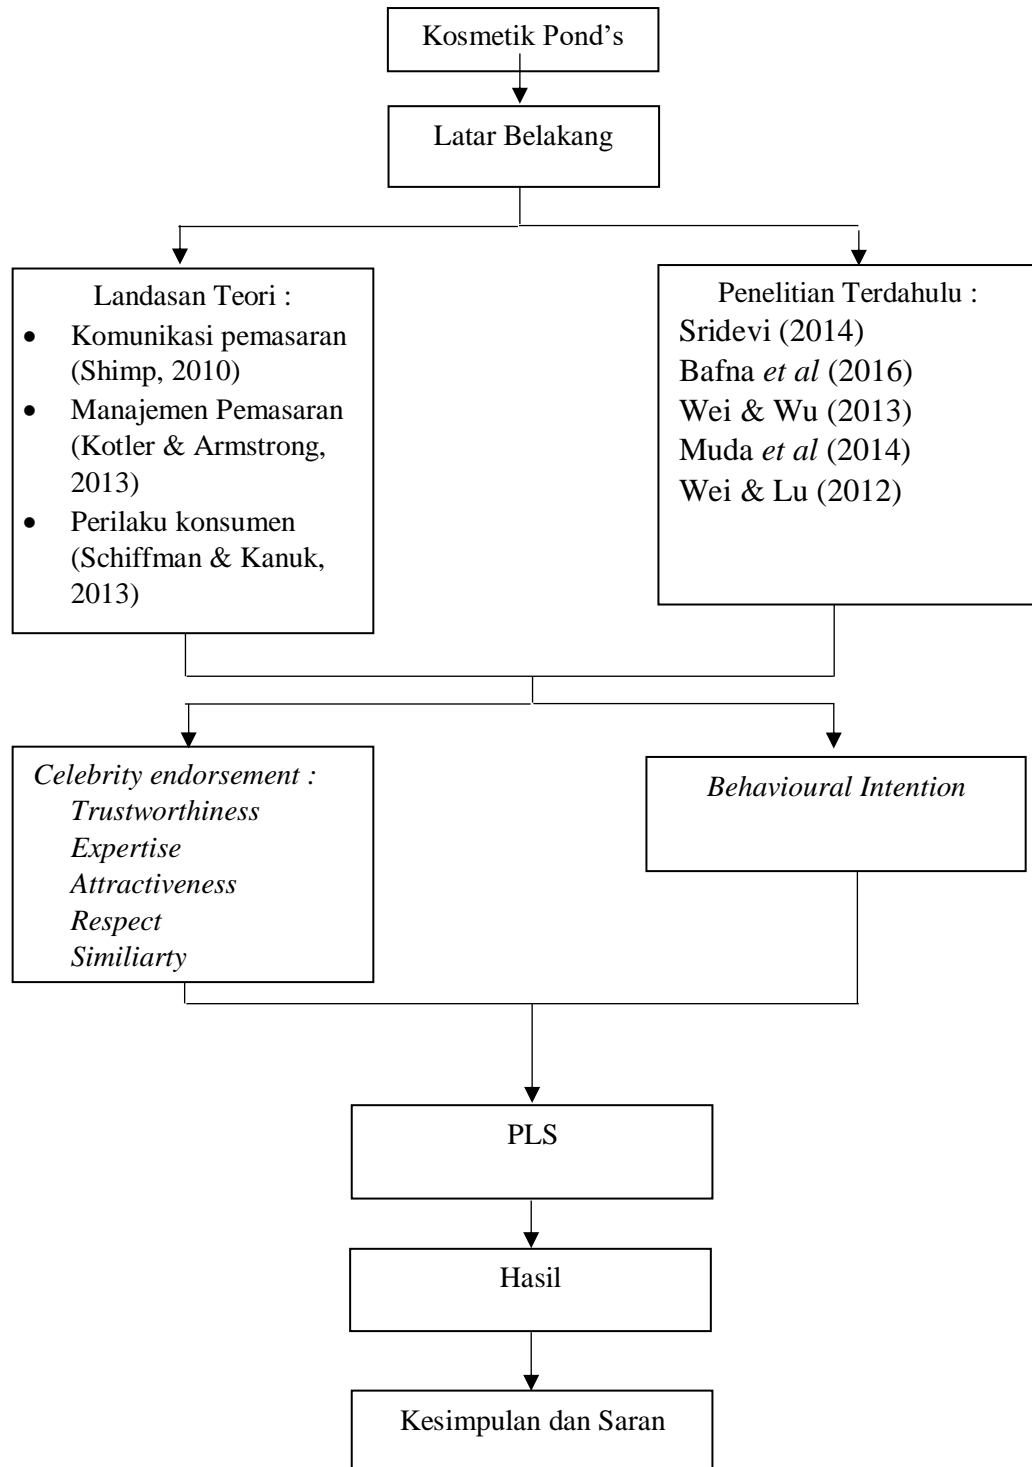 Kosmetik Pond’s
Latar Belakang
Landasan Teori :
• Komunikasi pemasaran
(Shimp, 2010)
• Manajemen Pemasaran
(Kotler & Armstrong,
2013)
• Perilaku konsumen
(Schiffman & Kanuk,
2013)
Penelitian Terdahulu :
Sridevi (2014)
Bafna et al (2016)
Wei & Wu (2013)
Muda et al (2014)
Wei & Lu (2012)
Celebrity endorsement :
Trustworthiness
Expertise
Attractiveness
Respect
Similiarty
Behavioural Intention
PLS
Hasil
Kesimpulan dan Saran